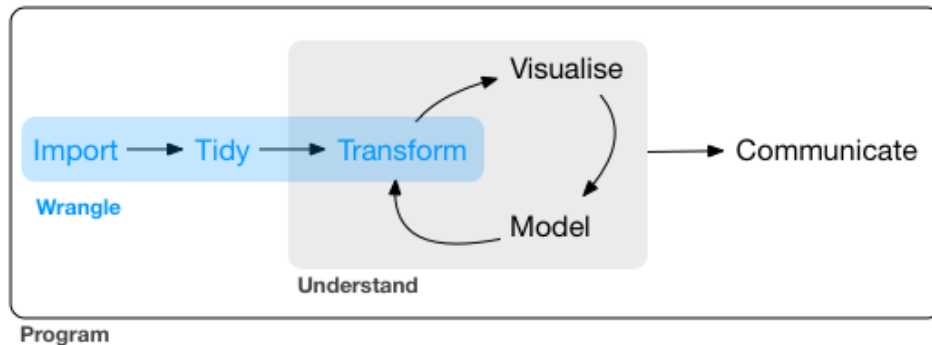 Visualise
Import Tidy Transform Communicate
Wrangle
Model
Understand
Program